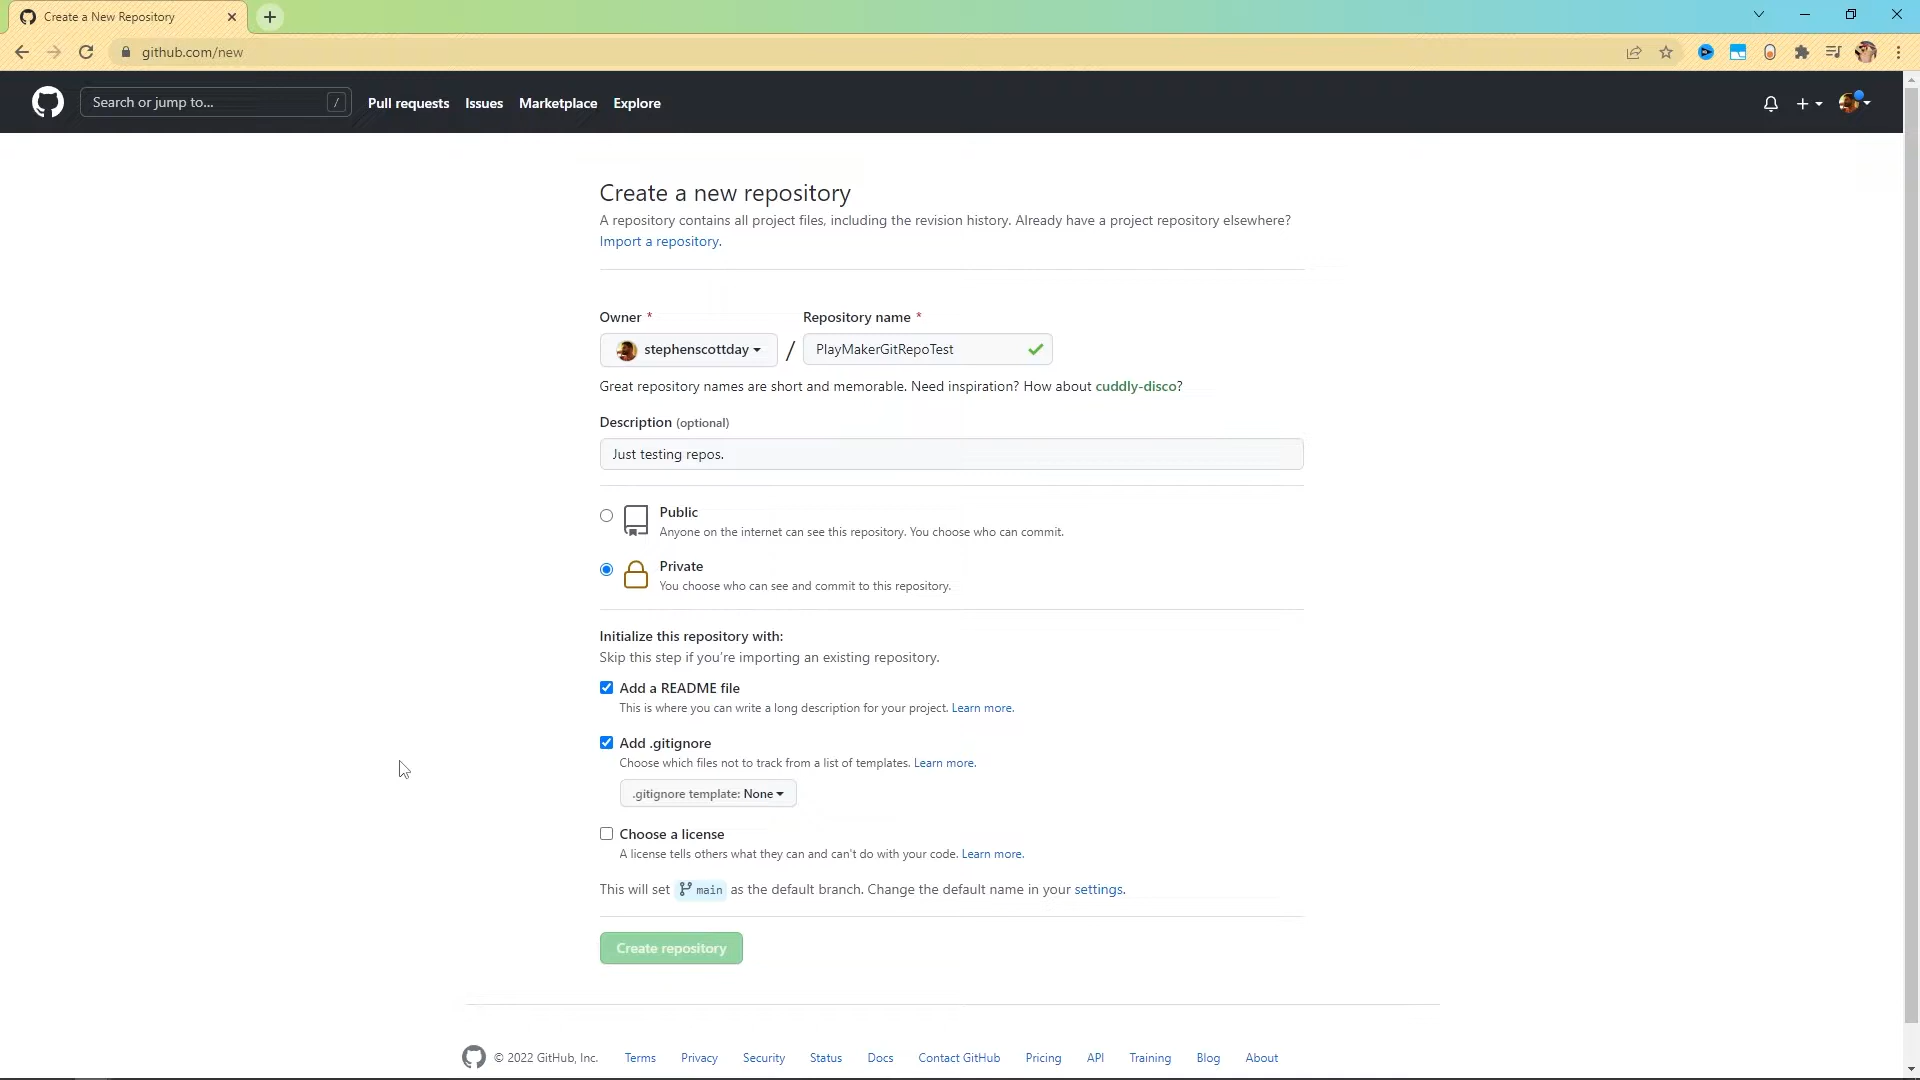 Create a New Repository
github.com/new
Search or jump to... /
Pull requests Issues Marketplace Explore
Create a new repository
A repository contains all project files, including the revision history. Already have a project repository elsewhere?
Import a repository.
Owner * Repository name *
stephenscottday / PlayMakerGitRepoTest
Great repository names are short and memorable. Need inspiration? How about cuddly-disco?
Description (optional)
Just testing repos.
Public
Anyone on the internet can see this repository. You choose who can commit.
Private
You choose who can see and commit to this repository.
Initialize this repository with:
Skip this step if you're importing an existing repository.
Add a README file
This is where you can write a long description for your project. Learn more.
Add .gitignore
Choose which files not to track from a list of templates. Learn more.
.gitignore template: None
Choose a license
A license tells others what they can and can't do with your code. Learn more.
This will set main as the default branch. Change the default name in your settings.
Create repository
© 2022 GitHub, Inc. Terms Privacy Security Status Docs Contact GitHub Pricing API Training Blog About